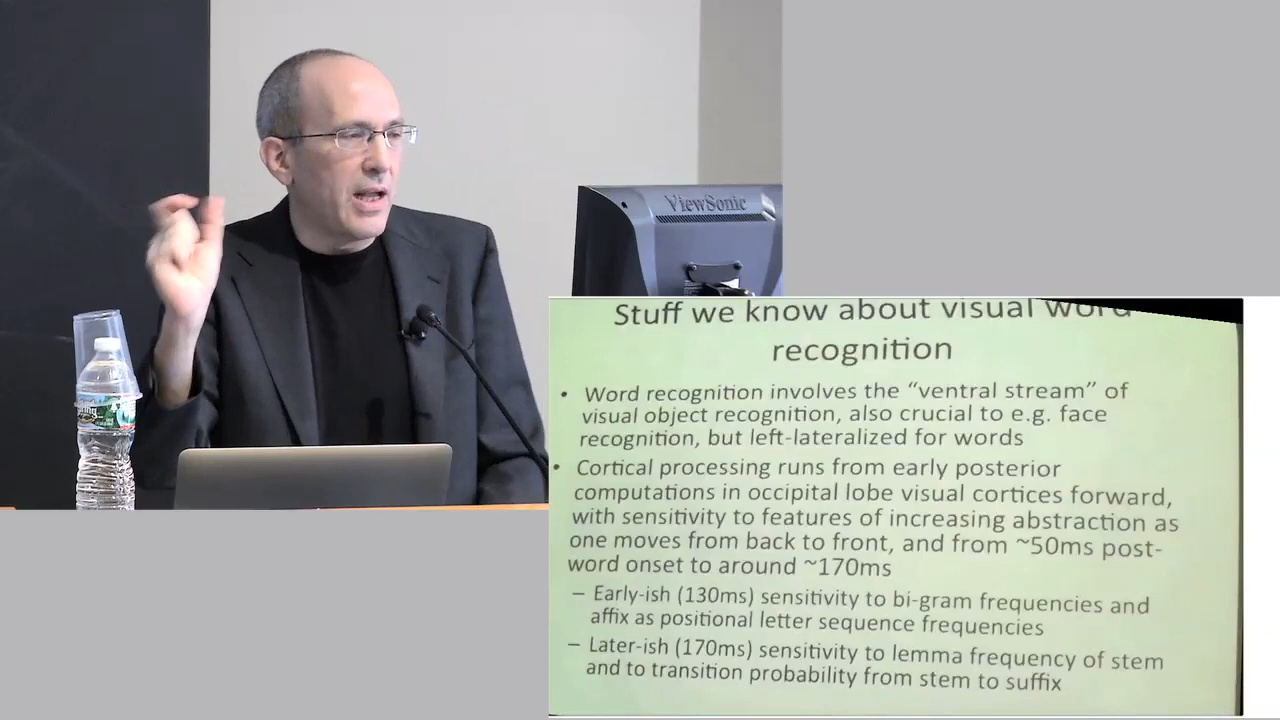 ViewSonic
Stuff we know about visual word
recognition
• Word recognition involves the “ventral stream” of
visual object recognition, also crucial to e.g. face
recognition, but left-lateralized for words
• Cortical processing runs from early posterior
computations in occipital lobe visual cortices forward,
with sensitivity to features of increasing abstraction as
one moves from back to front, and from ~50ms post-
word onset to around ~170ms
– Early-ish (130ms) sensitivity to bi-gram frequencies and
affix as positional letter sequence frequencies
– Later-ish (170ms) sensitivity to lemma frequency of stem
and to transition probability from stem to suffix